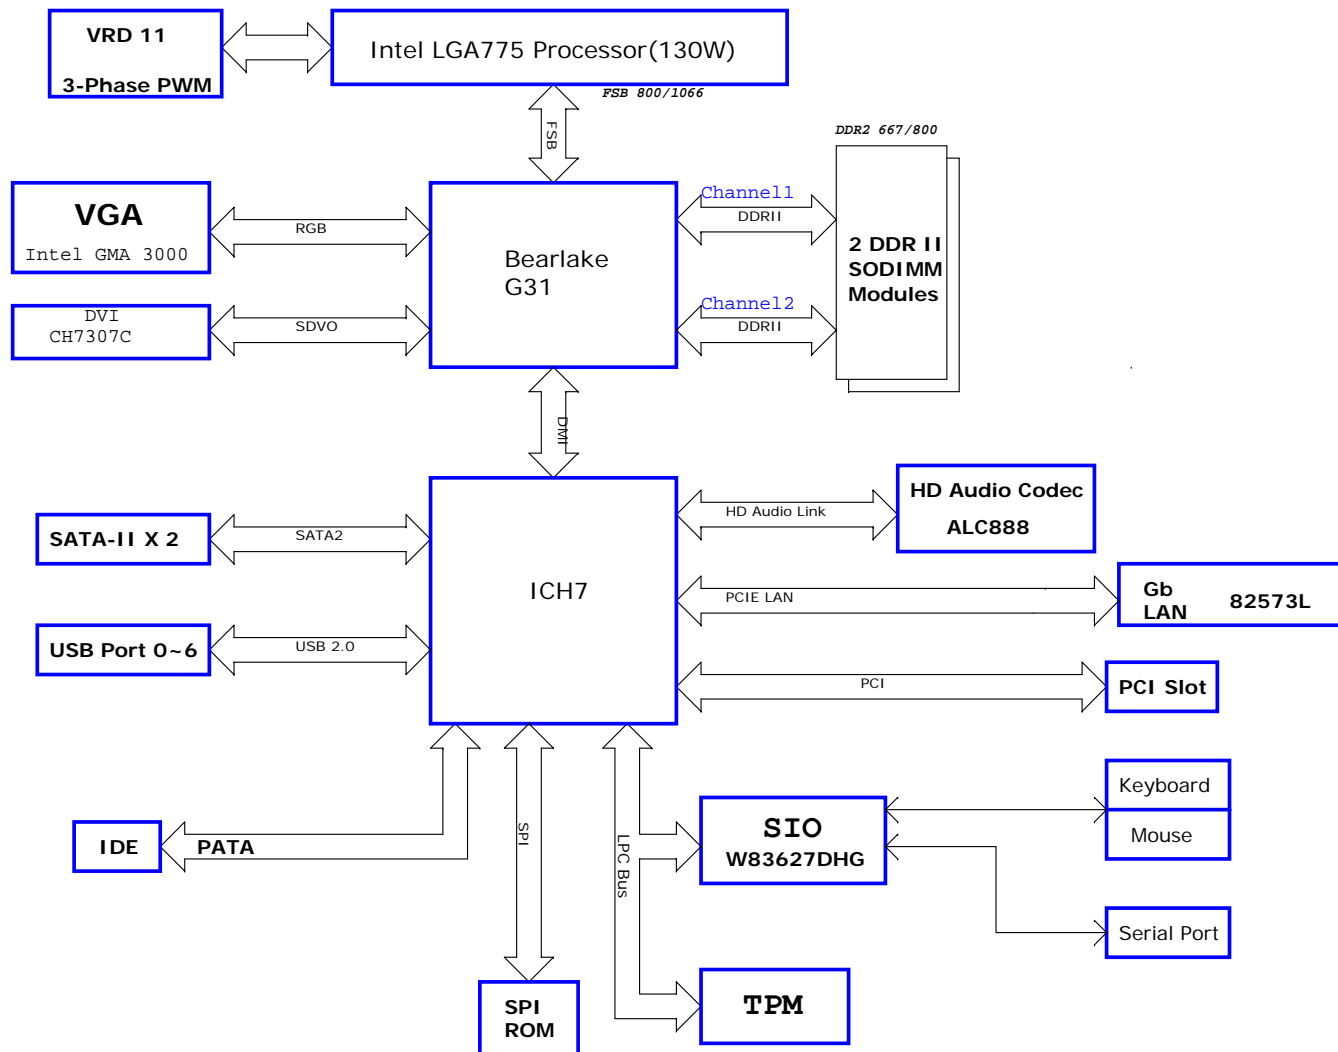 VRD 11
3-Phase PWM
Intel LGA775 Processor(130W)
FSB 800/1066
FSB
DDR2 667/800
VGA
Intel GMA 3000
RGB
Bearlake
G31
Channel1
DDRII
2 DDR II
SODIMM
Modules
DVI
CH7307C
SDVO
Channel2
DDRII
DMI
HD Audio Codec
ALC888
HD Audio Link
SATA-II X 2
SATA2
ICH7
PCIE LAN
Gb
LAN
82573L
USB Port 0~6
USB 2.0
PCI
PCI Slot
Keyboard
Mouse
SIO
W83627DHG
IDE
PATA
SPI
LPC Bus
Serial Port
SPI
ROM
TPM